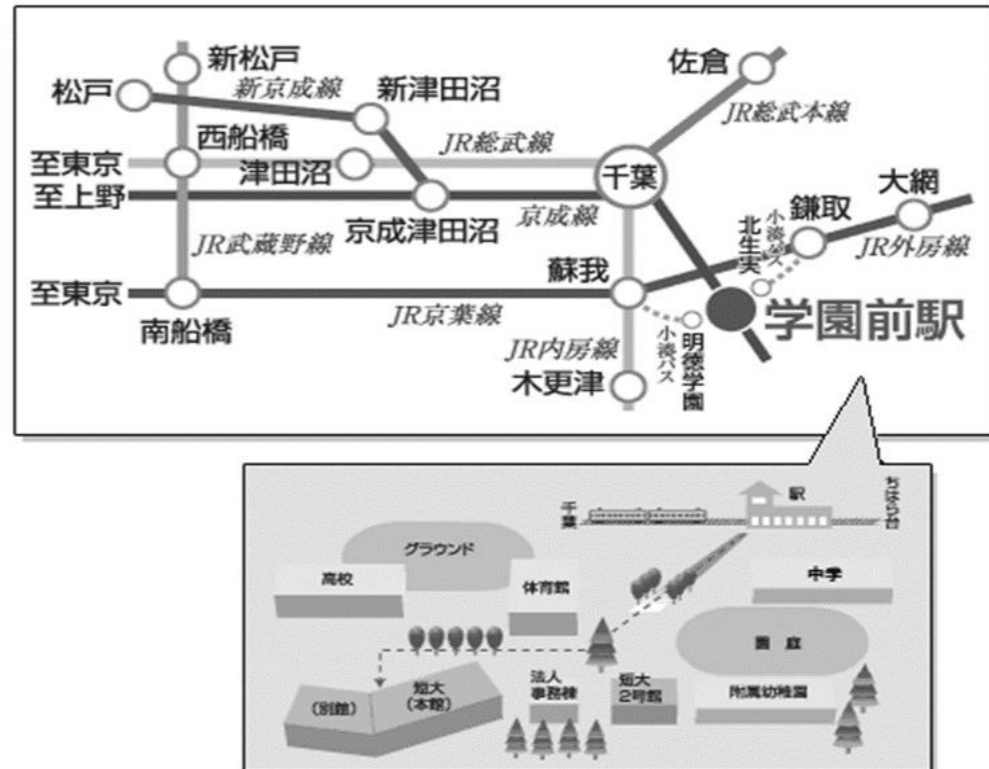 新松戸
松戸
新京成線
新津田沼
佐倉
JR総武本線
西船橋
JR総武線
至東京
津田沼
千葉
至上野
大網
京成津田沼
京成線
鎌取
小湊バス
北生実
JR武蔵野線
JR外房線
蘇我
至東京
学園前駅
南船橋
JR京葉線
JR内房線
小湊バス
明徳学園
木更津
駅
千葉
ちはら台
グラウンド
高校
体育館
中学
園庭
短大
(本館)
(別館)
法人
事務棟
短大
2号館
附属幼稚園